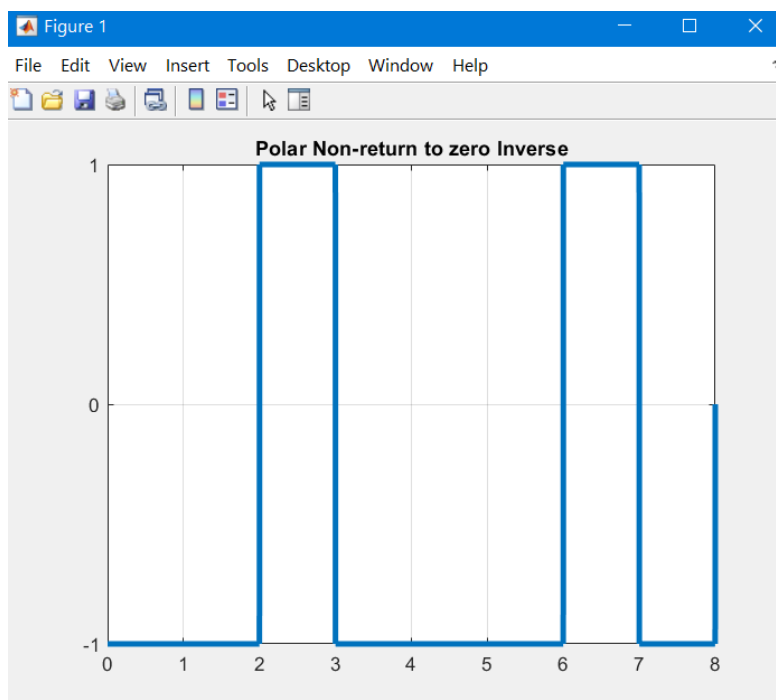 Figure 1
File Edit View Insert Tools Desktop Window Help
Polar Non-return to zero Inverse
1
0
-1
0 1 2 3 4 5 6 7 8